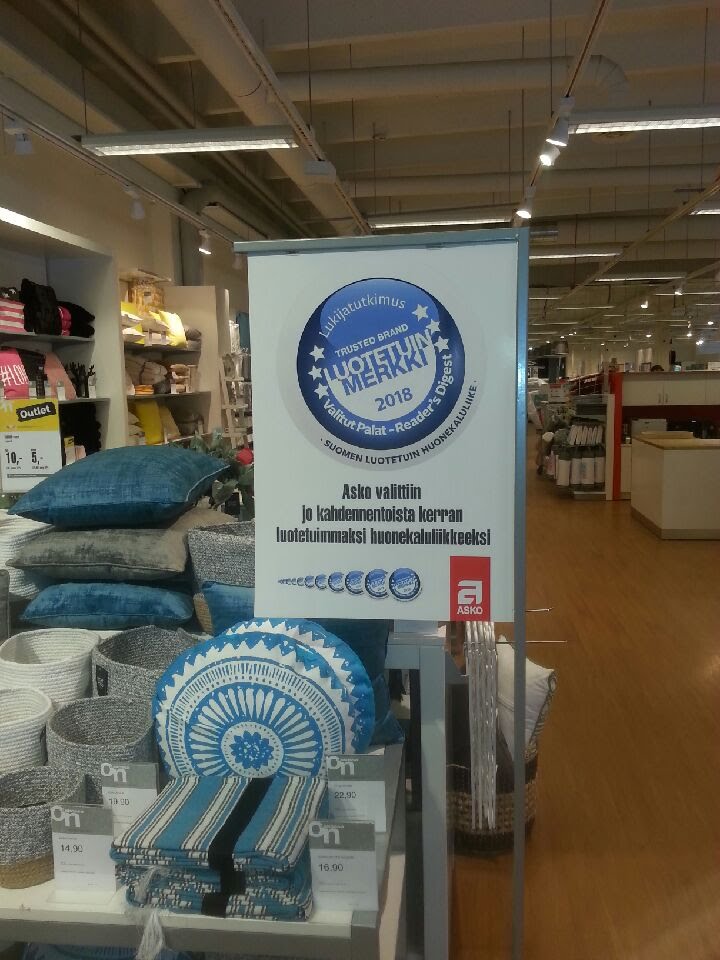 Lukijatutkimus
TRUSTED BRAND
LUOTETUIN
MERKKI
2018
Valitut Palat - Reader's Digest
· SUOMEN LUOTETUIN HUONEKALULIIKE ·
Asko valittiin
jo kahdennentoista kerran
luotetuimmaksi huonekaluliikkeeksi
ASKO
Outlet
10,-
5,-
on
19.90
on
22.90
on
14.90
on
16.90